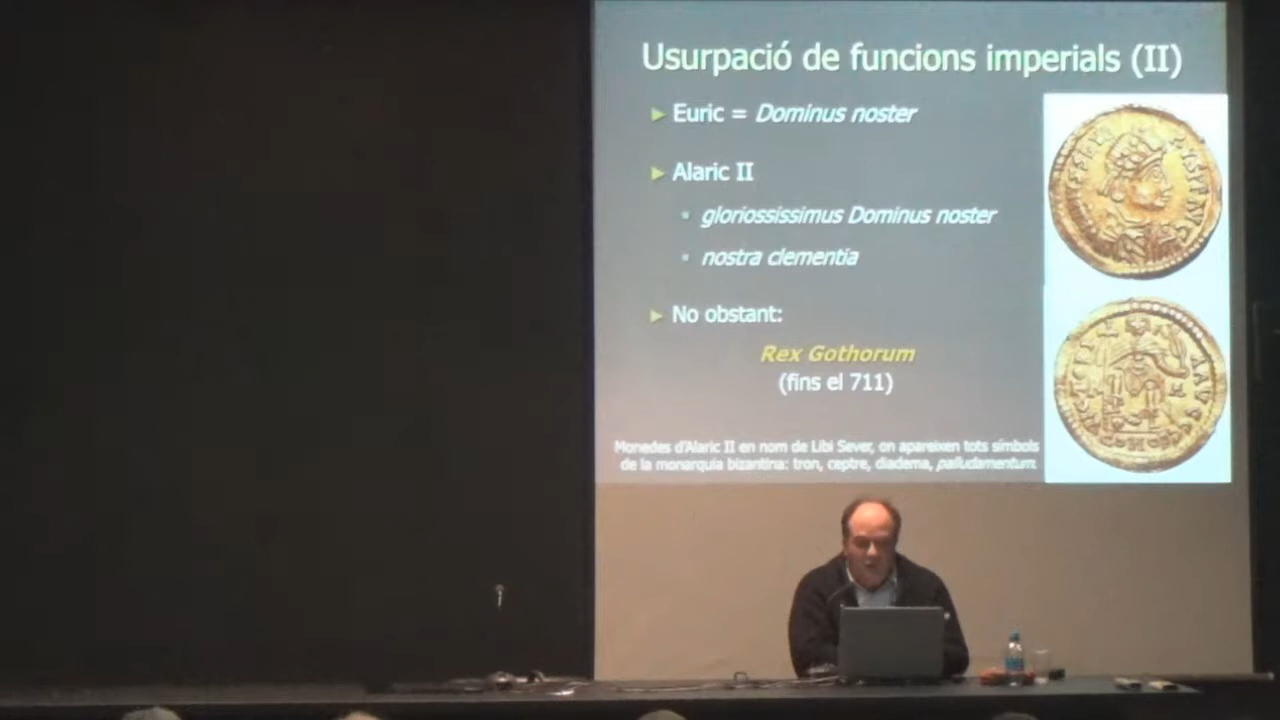 Usurpació de funcions imperials (II)
Euric = Dominus noster
Alaric II
gloriossissimus Dominus noster
nostra clementia
No obstant:
Rex Gothorum
(fins el 711)
Monedes d'Alaric II en nom de Libi Sever, on apareixen tots símbols
de la monarquia bizantina: tron, ceptre, diadema, palludamentum.